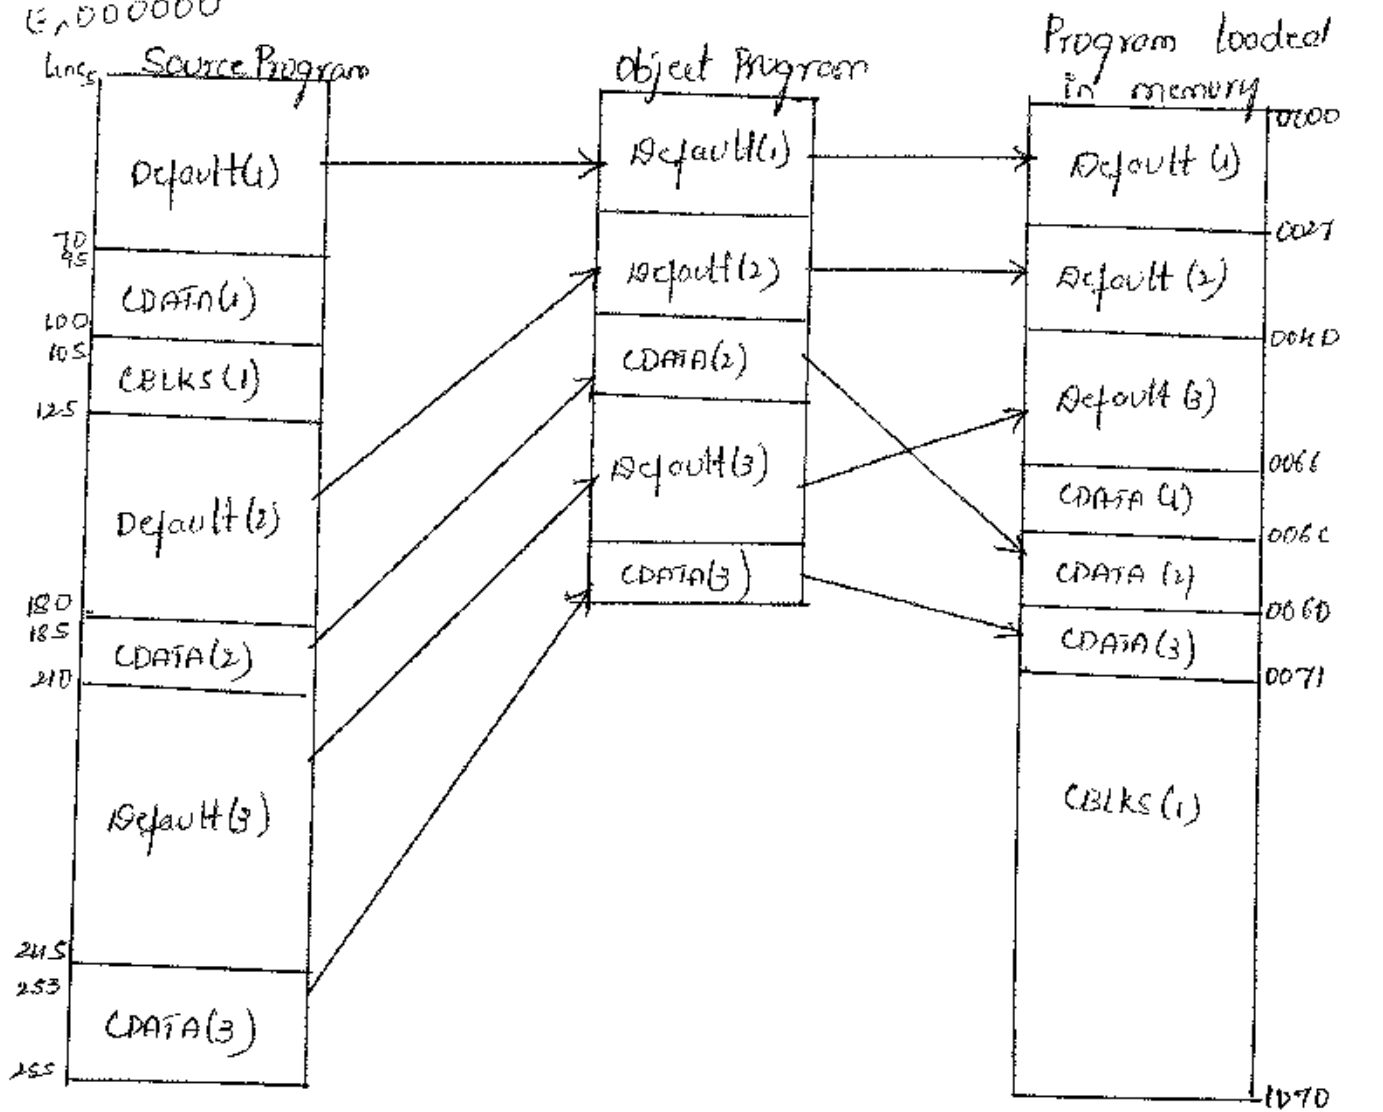 E,000000
Lines
Source Program
Default(1)
70
95
CDATA(1)
100
105
CBLKS(1)
125
Default(2)
180
185
CDATA(2)
210
Default(3)
245
253
CDATA(3)
255
Object Program
Default(1)
Default(2)
CDATA(2)
Default(3)
CDATA(3)
Program loaded
in memory
0000
Default (1)
0027
Default (2)
004D
Default (3)
0066
CDATA (1)
006C
CDATA (2)
006D
CDATA (3)
0071
CBLKS (1)
1070